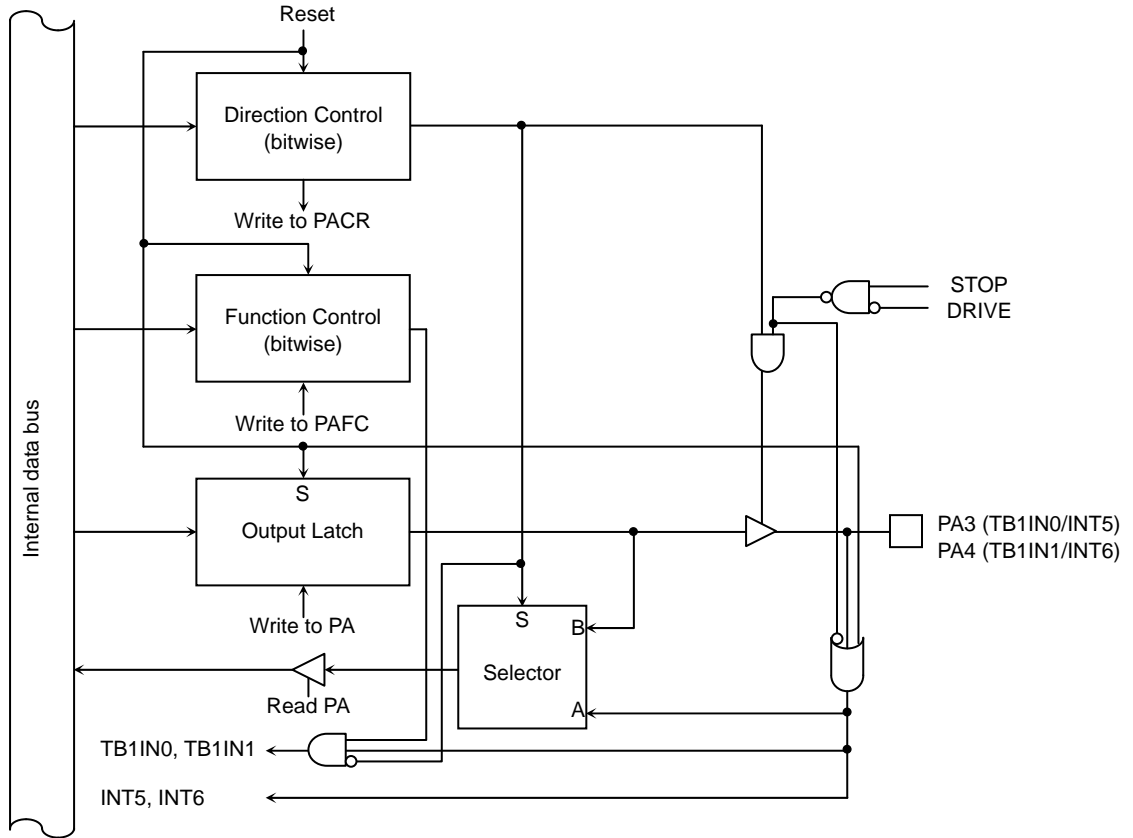 Reset
Direction Control
(bitwise)
Write to PACR
STOP
DRIVE
Function Control
(bitwise)
Write to PAFC
Internal data bus
S
Output Latch
PA3 (TB1IN0/INT5)
PA4 (TB1IN1/INT6)
Write to PA
S
B
Selector
A
Read PA
TB1IN0, TB1IN1
INT5, INT6